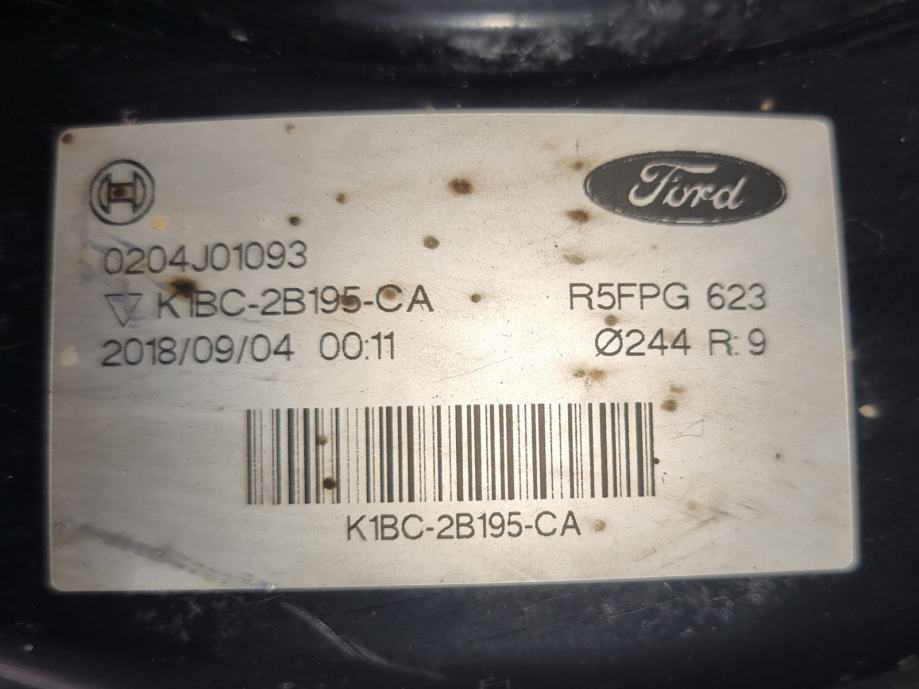 Ford
0204J01093
K1BC-2B195-CA R5FPG 623
2018/09/04 00:11 Ø244 R:9
K1BC-2B195-CA